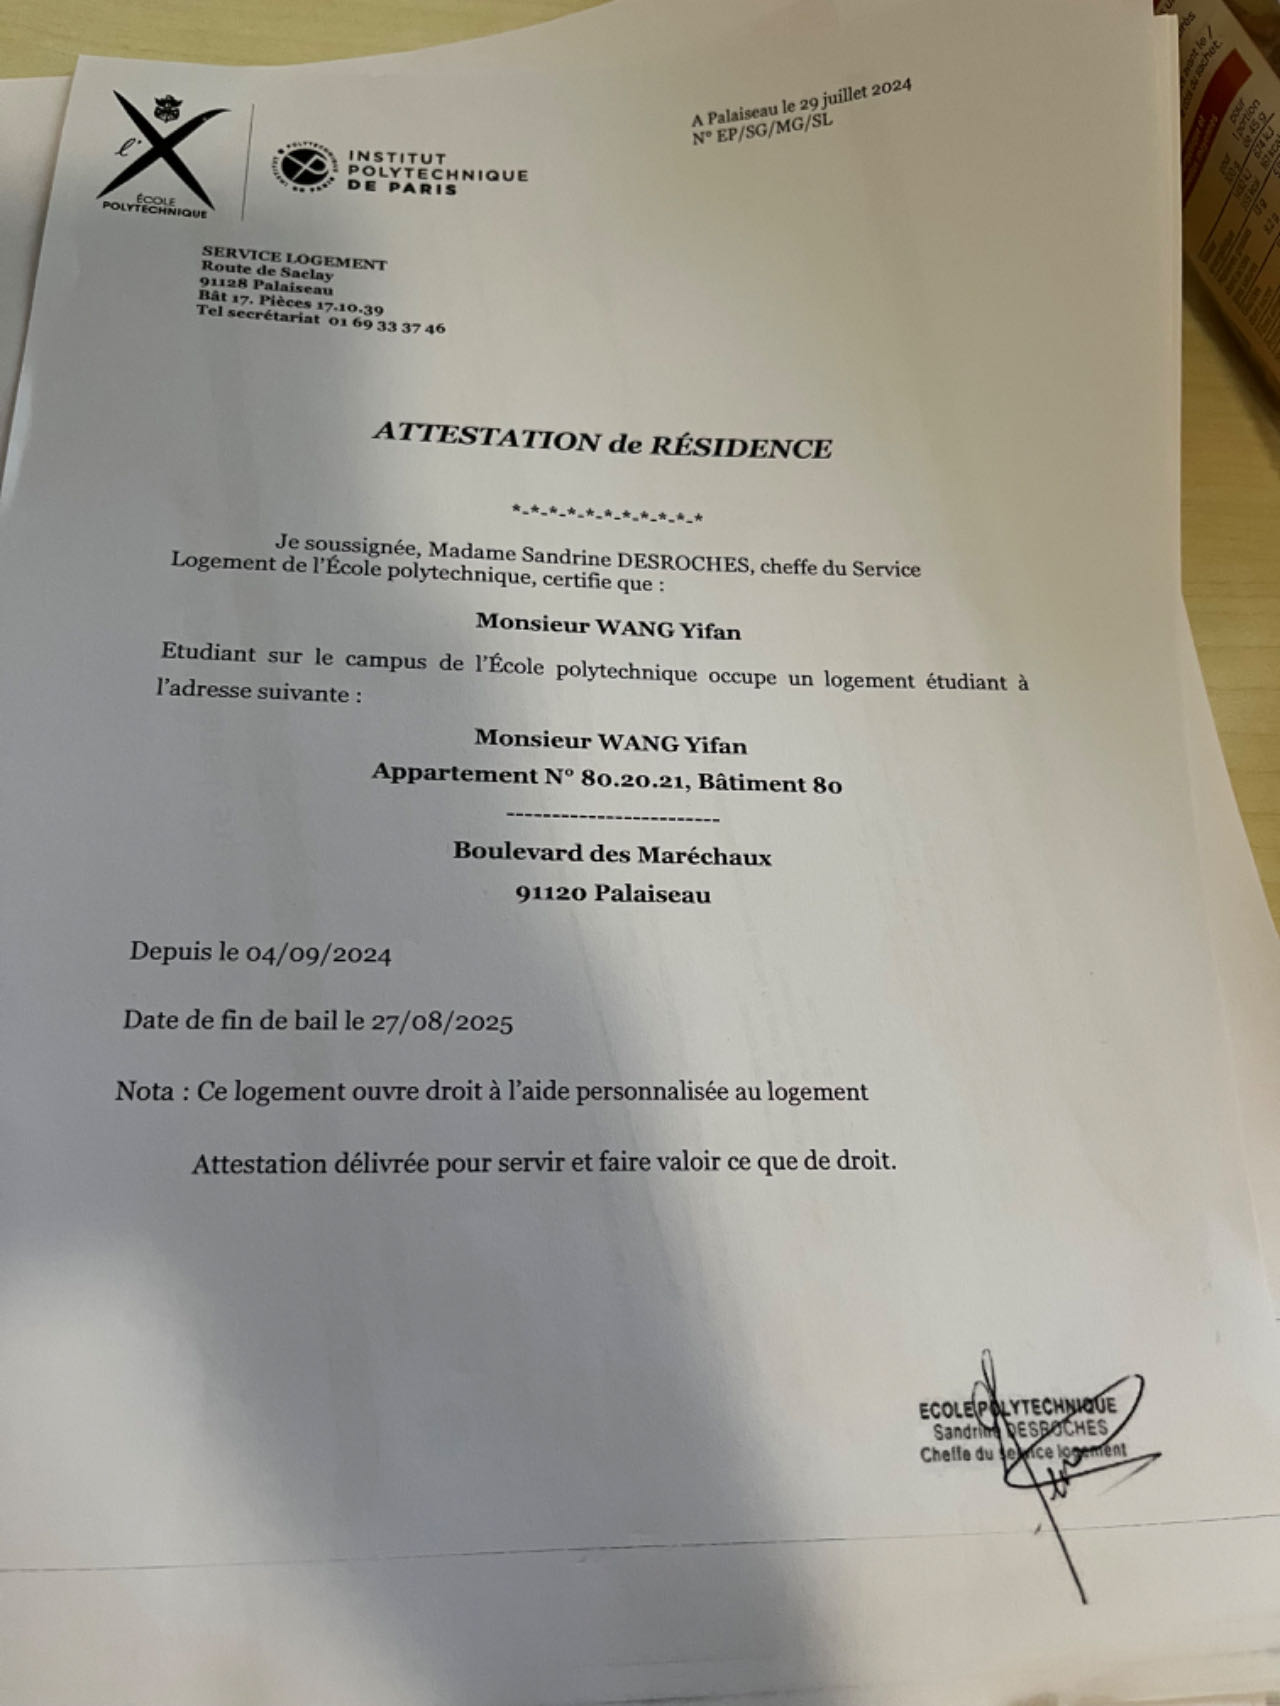 l'
ÉCOLE
POLYTECHNIQUE
INSTITUT
POLYTECHNIQUE
DE PARIS
A Palaiseau le 29 juillet 2024
N° EP/SG/MG/SL
SERVICE LOGEMENT
Route de Saclay
91128 Palaiseau
Bât 17. Pièces 17.10.39
Tel secrétariat 01 69 33 37 46
ATTESTATION de RÉSIDENCE
*-*-*-*-*-*-*-*-*-*-*
Je soussignée, Madame Sandrine DESROCHES, cheffe du Service
Logement de l'École polytechnique, certifie que :
Monsieur WANG Yifan
Etudiant sur le campus de l'École polytechnique occupe un logement étudiant à
l'adresse suivante :
Monsieur WANG Yifan
Appartement N° 80.20.21, Bâtiment 80
------------------------
Boulevard des Maréchaux
91120 Palaiseau
Depuis le 04/09/2024
Date de fin de bail le 27/08/2025
Nota : Ce logement ouvre droit à l'aide personnalisée au logement
Attestation délivrée pour servir et faire valoir ce que de droit.
ECOLE POLYTECHNIQUE
Sandrine DESROCHES
Cheffe du service logement